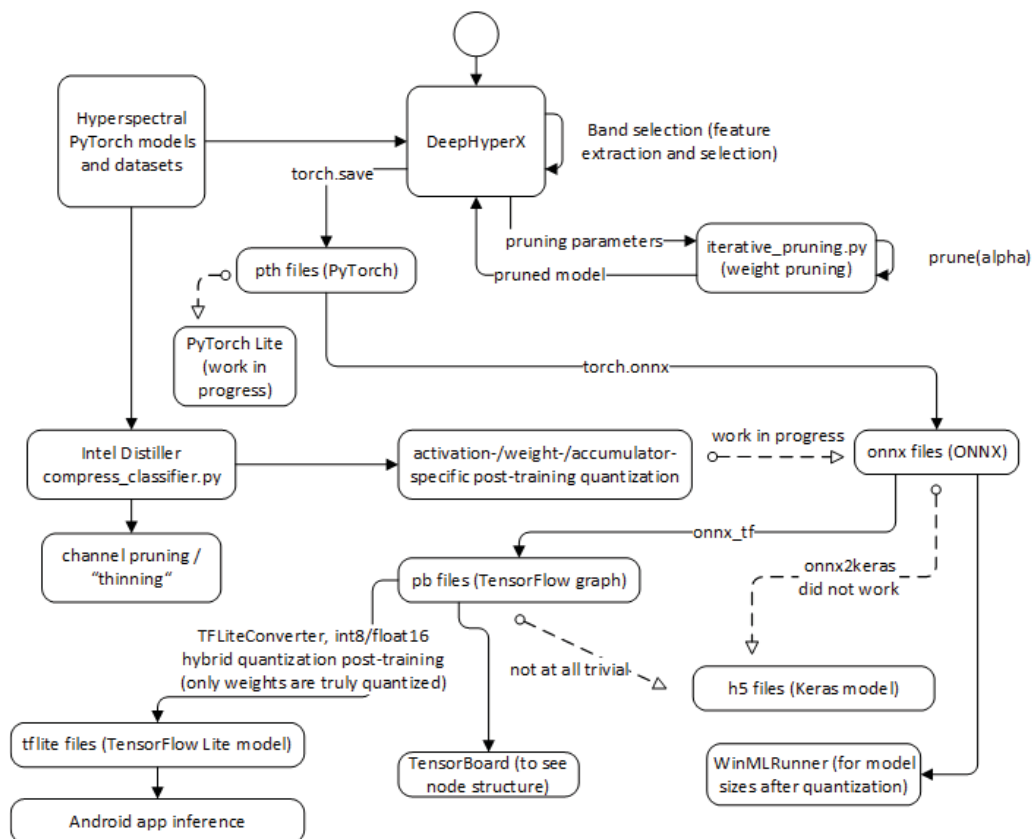 Hyperspectral
PyTorch models
and datasets
DeepHyperX
Band selection (feature
extraction and selection)
torch.save
pruning parameters
pruned model
iterative_pruning.py
(weight pruning)
prune(alpha)
pth files (PyTorch)
PyTorch Lite
(work in
progress)
torch.onnx
Intel Distiller
compress_classifier.py
activation-/weight-/accumulator-
specific post-training quantization
work in progress
onnx files (ONNX)
channel pruning /
“thinning“
onnx_tf
pb files (TensorFlow graph)
onnx2keras
did not work
TFLiteConverter, int8/float16
hybrid quantization post-training
(only weights are truly quantized)
not at all trivial
h5 files (Keras model)
tflite files (TensorFlow Lite model)
TensorBoard (to see
node structure)
WinMLRunner (for model
sizes after quantization)
Android app inference